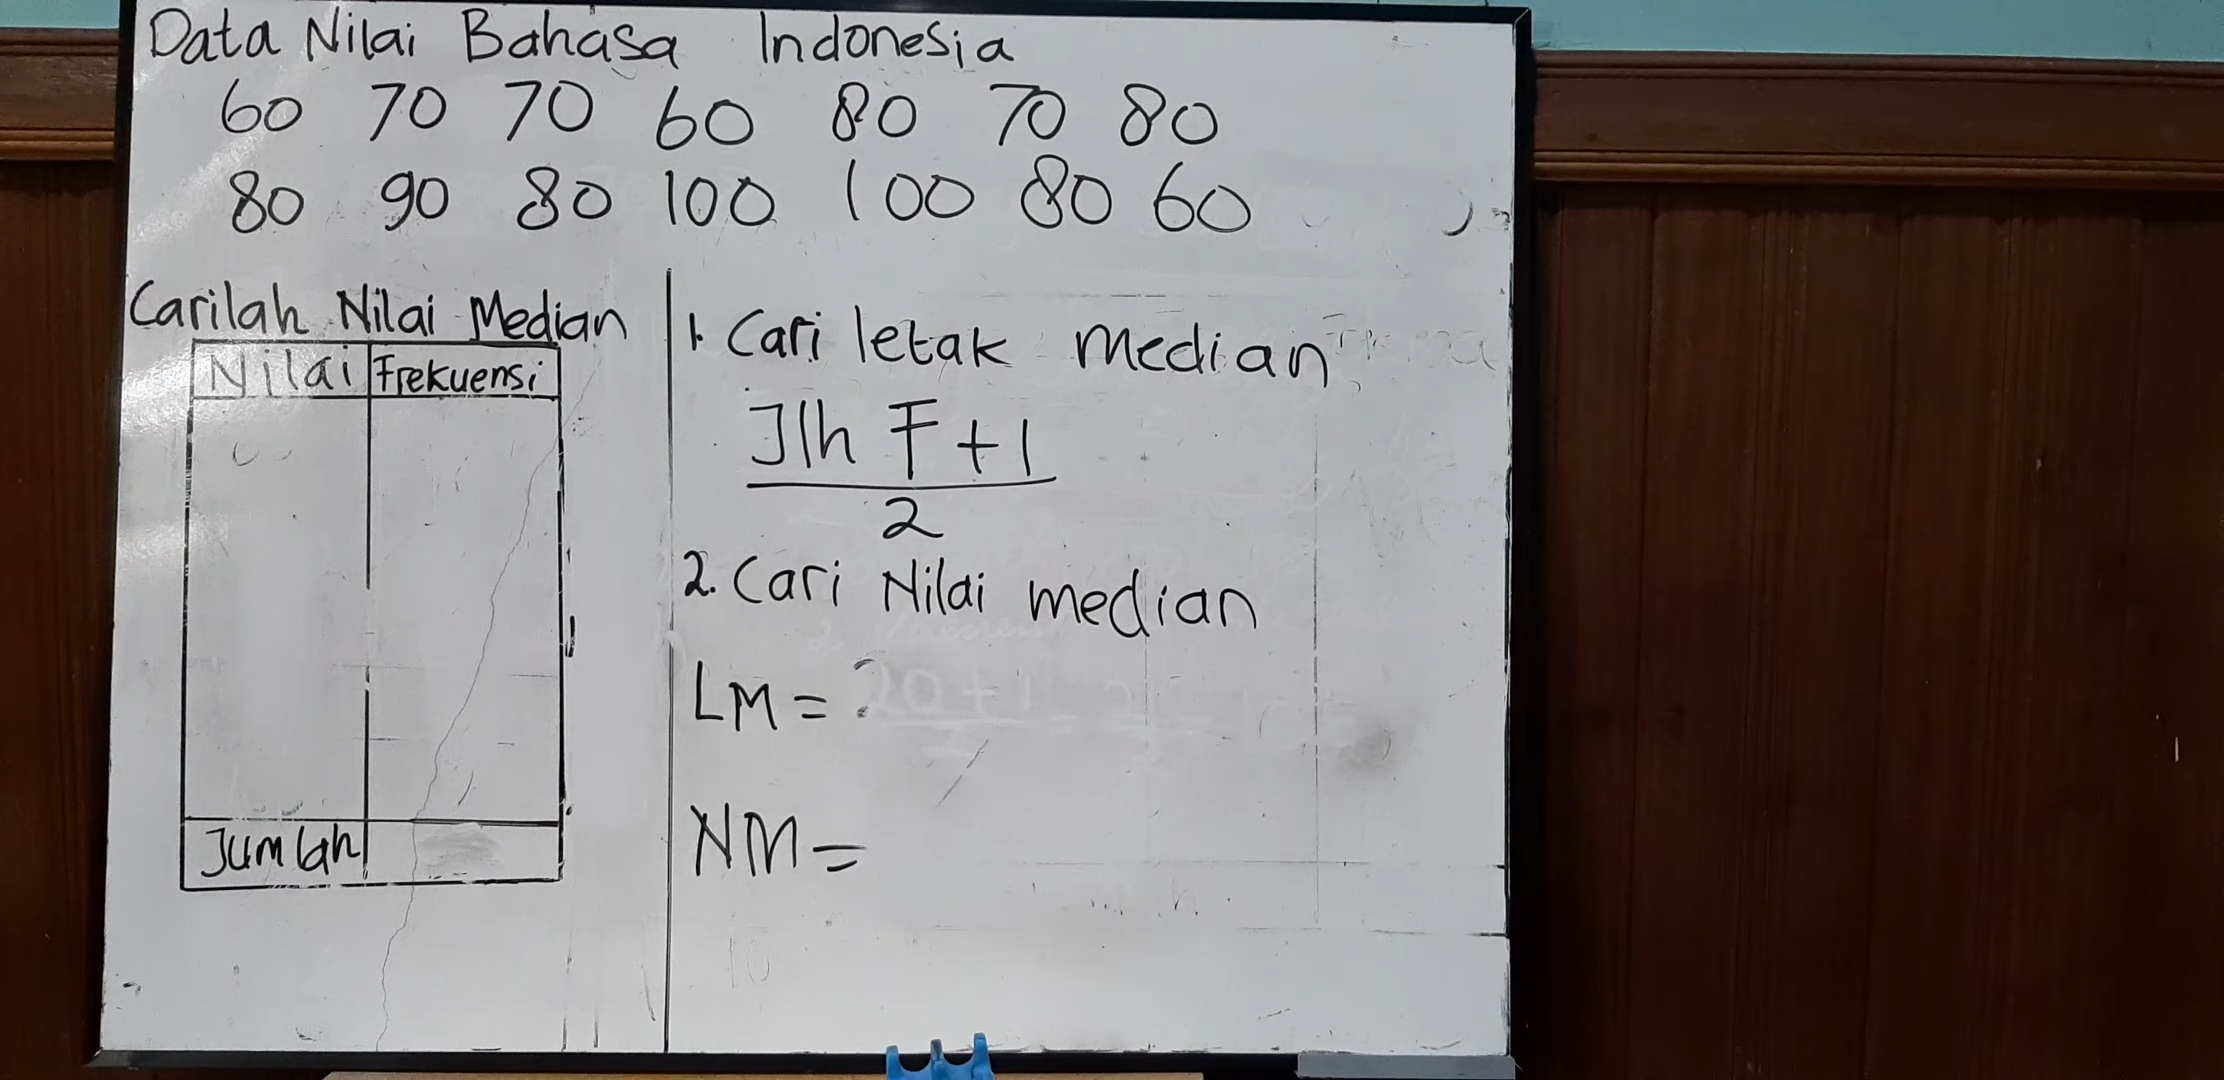 Data Nilai Bahasa Indonesia
60 70 70 60 80 70 80
80 90 80 100 100 80 60
Carilah Nilai Median
Nilai Frekuensi
Jumlah
1. Cari letak median
Jlh F + 1
2
2. Cari Nilai median
LM =
NM =